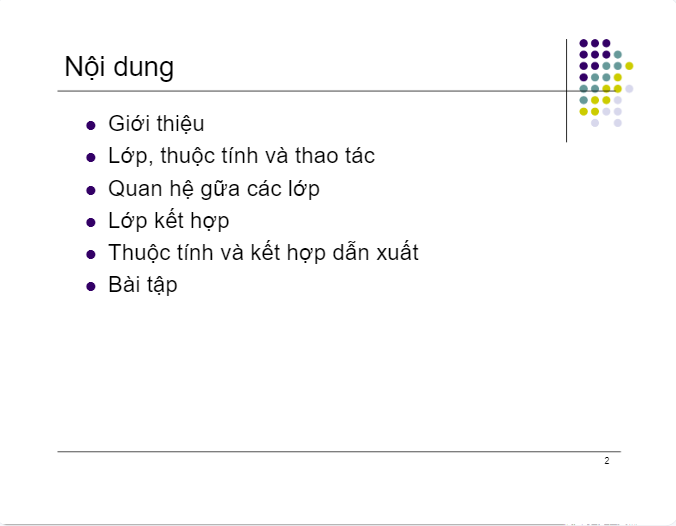 Nội dung
Giới thiệu
Lớp, thuộc tính và thao tác
Quan hệ gữa các lớp
Lớp kết hợp
Thuộc tính và kết hợp dẫn xuất
Bài tập
2